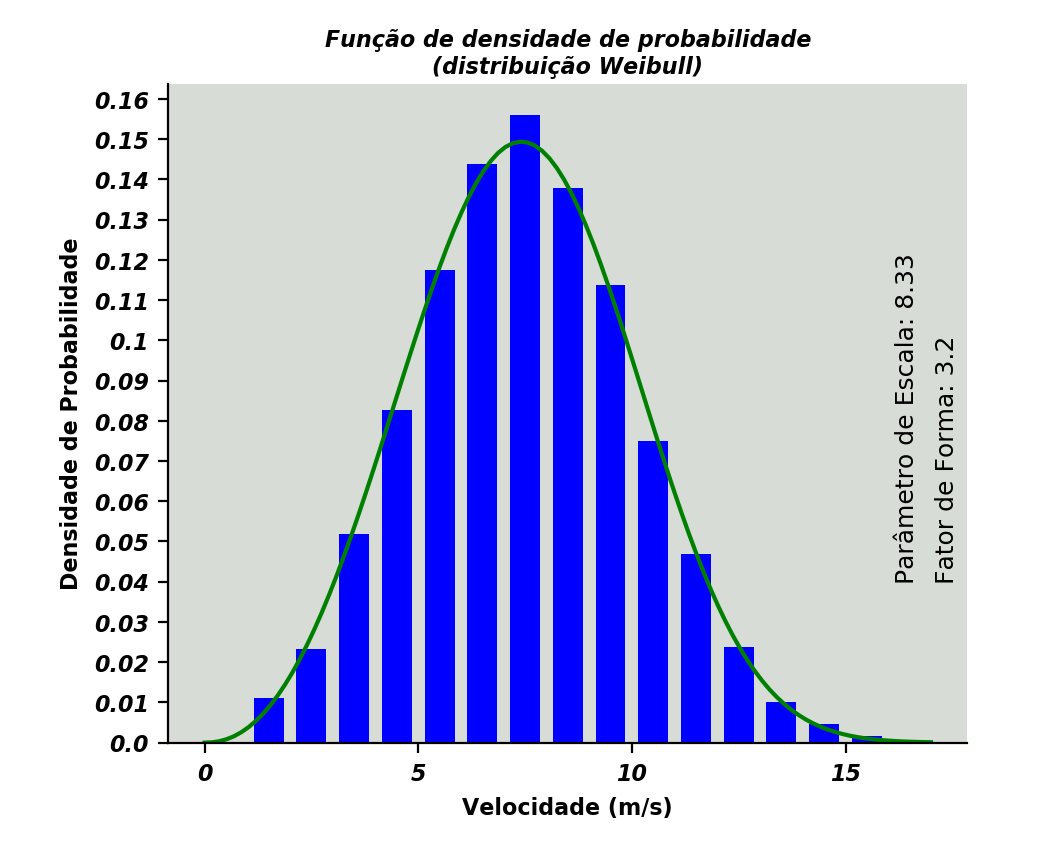 Função de densidade de probabilidade
(distribuição Weibull)
Densidade de Probabilidade
0.16
0.15
0.14
0.13
0.12
0.11
0.1
0.09
0.08
0.07
0.06
0.05
0.04
0.03
0.02
0.01
0.0
Parâmetro de Escala: 8.33
Fator de Forma: 3.2
0 5 10 15
Velocidade (m/s)